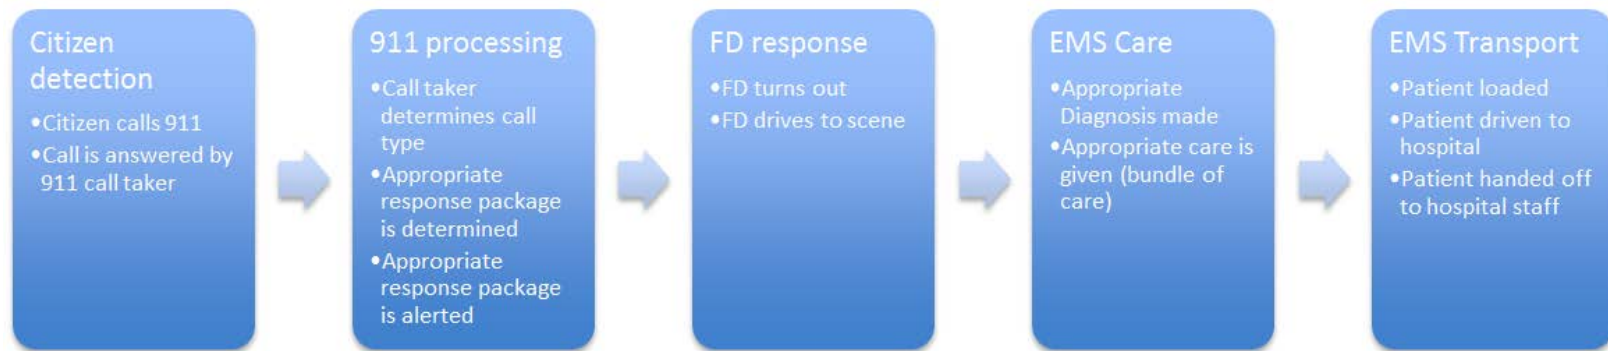 Citizen
detection
•Citizen calls 911
•Call is answered by
911 call taker
911 processing
•Call taker
determines call
type
•Appropriate
response package
is determined
•Appropriate
response package
is alerted
FD response
•FD turns out
•FD drives to scene
EMS Care
•Appropriate
Diagnosis made
•Appropriate care is
given (bundle of
care)
EMS Transport
•Patient loaded
•Patient driven to
hospital
•Patient handed off
to hospital staff